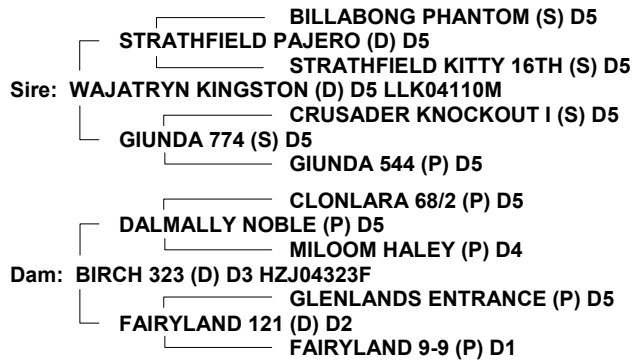 BILLABONG PHANTOM (S) D5
STRATHFIELD PAJERO (D) D5
STRATHFIELD KITTY 16TH (S) D5
Sire: WAJATRYN KINGSTON (D) D5 LLK04110M
CRUSADER KNOCKOUT I (S) D5
GIUNDA 774 (S) D5
GIUNDA 544 (P) D5
CLONLARA 68/2 (P) D5
DALMALLY NOBLE (P) D5
MILOOM HALEY (P) D4
Dam: BIRCH 323 (D) D3 HZJ04323F
GLENLANDS ENTRANCE (P) D5
FAIRYLAND 121 (D) D2
FAIRYLAND 9-9 (P) D1